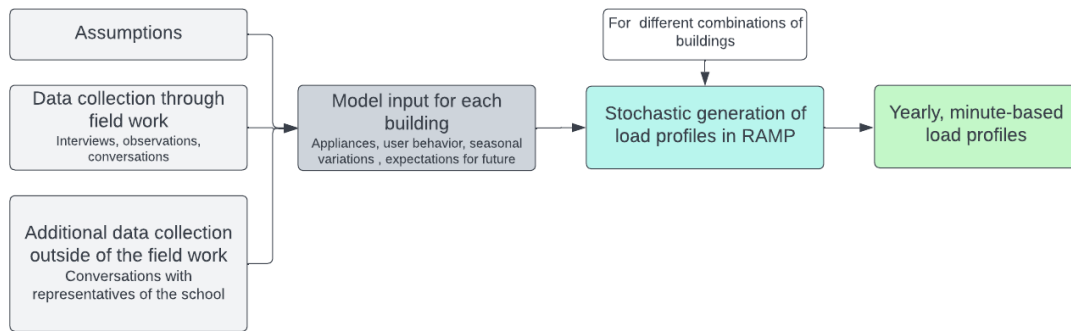 Assumptions
Data collection through
field work
Interviews, observations,
conversations
Additional data collection
outside of the field work
Conversations with
representatives of the school
Model input for each
building
Appliances, user behavior, seasonal
variations , expectations for future
For different combinations of
buildings
Stochastic generation of
load profiles in RAMP
Yearly, minute-based
load profiles